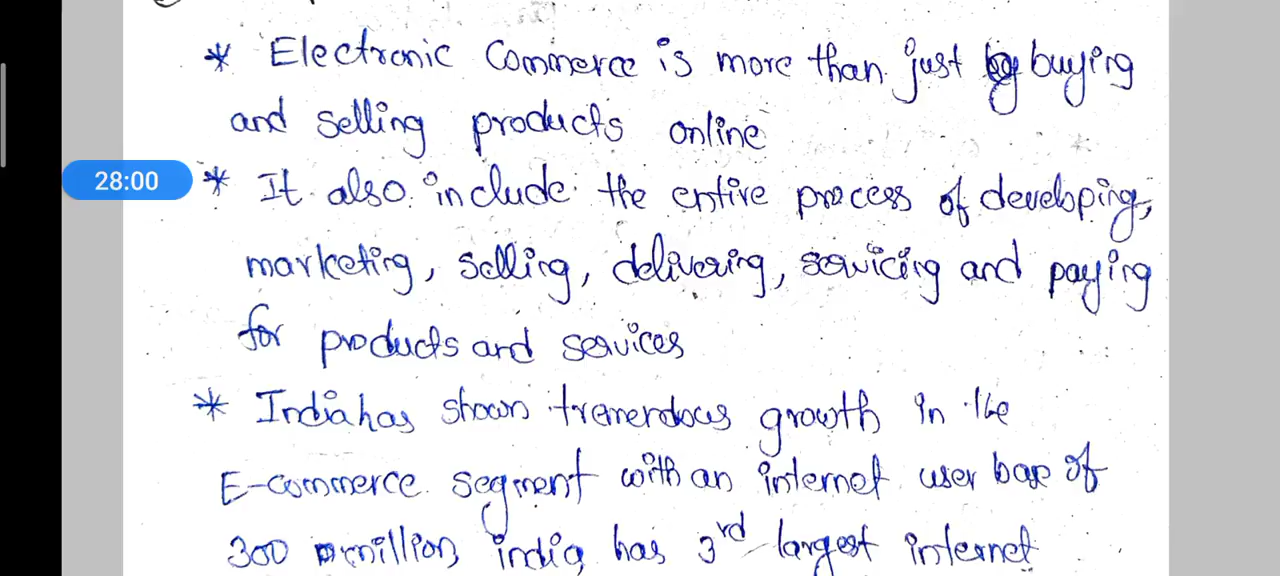 * Electronic Commerce is more than just buying
and selling products online
28:00
* It also include the entire process of developing,
marketing, selling, delivering, servicing and paying
for products and services
* India has shown tremendous growth in the
E-commerce segment with an internet user base of
300 million, india has 3rd largest internet